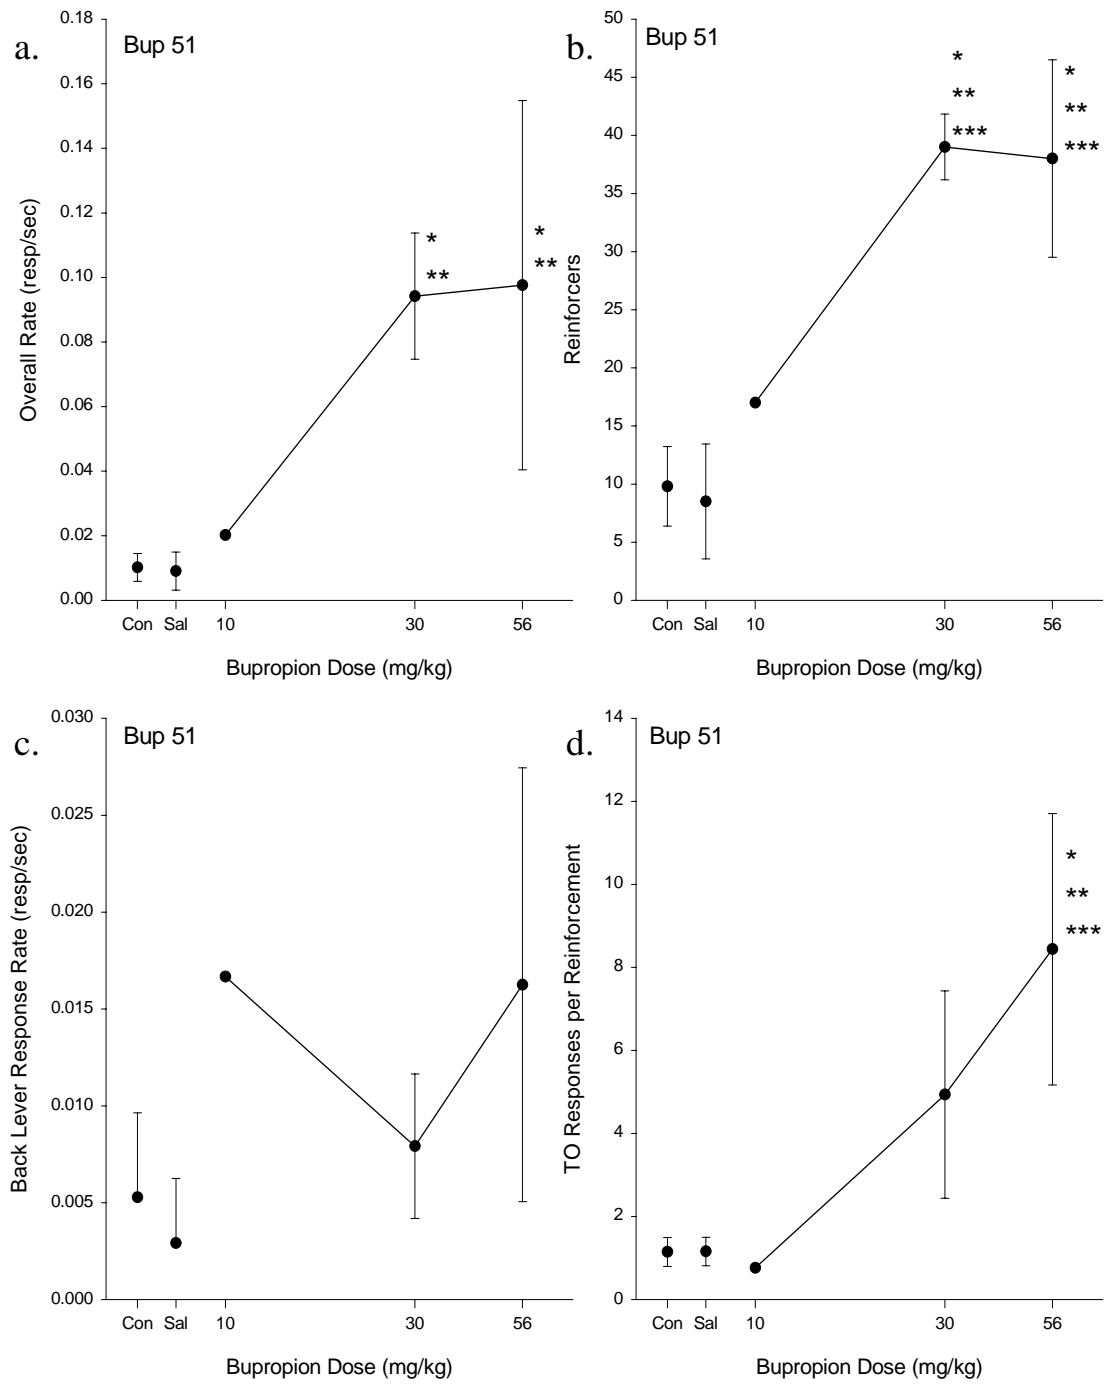 a.
Bup 51
Overall Rate (resp/sec)
0.18
0.16
0.14
0.12
0.10
0.08
0.06
0.04
0.02
0.00
*
**
*
**
Con Sal 10 30 56
Bupropion Dose (mg/kg)
b.
Bup 51
Reinforcers
50
45
40
35
30
25
20
15
10
5
0
*
**
***
*
**
***
Con Sal 10 30 56
Bupropion Dose (mg/kg)
c.
Bup 51
Back Lever Response Rate (resp/sec)
0.030
0.025
0.020
0.015
0.010
0.005
0.000
Con Sal 10 30 56
Bupropion Dose (mg/kg)
d.
Bup 51
TO Responses per Reinforcement
14
12
10
8
6
4
2
0
*
**
***
Con Sal 10 30 56
Bupropion Dose (mg/kg)